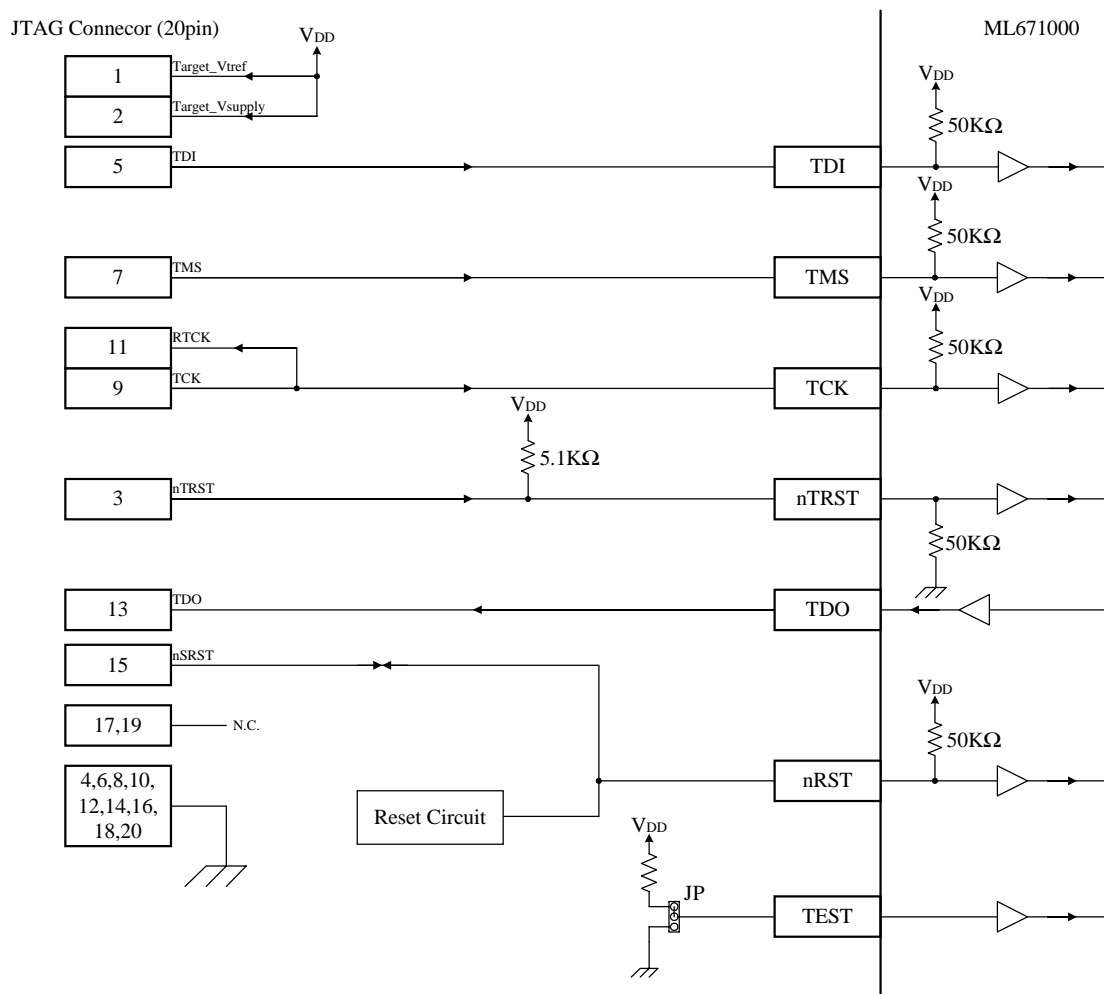 JTAG Connecor (20pin)
ML671000
VDD
1
Target_Vtref
2
Target_Vsupply
VDD
50KΩ
5
TDI
TDI
VDD
50KΩ
7
TMS
TMS
VDD
50KΩ
11
RTCK
9
TCK
TCK
VDD
5.1KΩ
3
nTRST
nTRST
50KΩ
13
TDO
TDO
15
nSRST
17,19
N.C.
VDD
50KΩ
4,6,8,10,
12,14,16,
18,20
nRST
Reset Circuit
VDD
JP
TEST